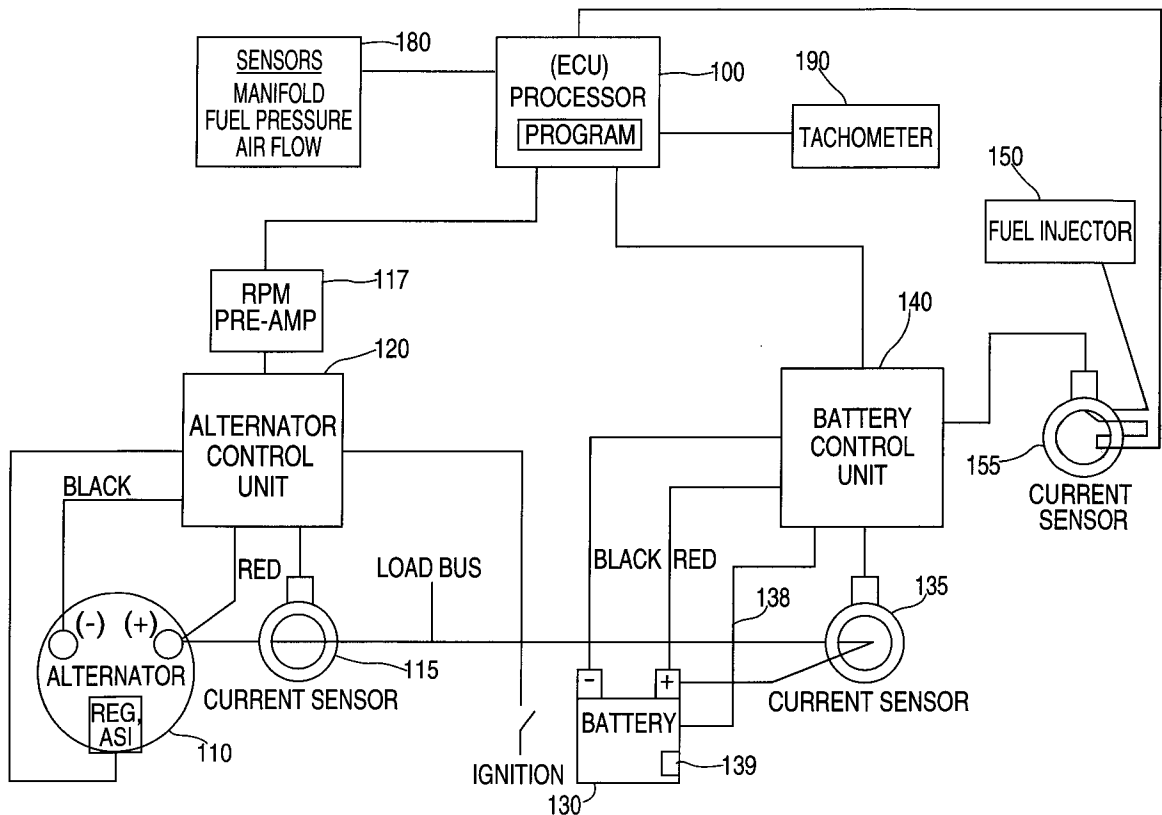 180
SENSORS
MANIFOLD
FUEL PRESSURE
AIR FLOW
(ECU)
PROCESSOR
PROGRAM
100
190
TACHOMETER
150
FUEL INJECTOR
117
RPM
PRE-AMP
120
ALTERNATOR
CONTROL
UNIT
140
BATTERY
CONTROL
UNIT
155
CURRENT
SENSOR
BLACK
RED
LOAD BUS
BLACK
RED
138
135
(-)
(+)
ALTERNATOR
REG,
ASI
110
115
CURRENT SENSOR
IGNITION
-
+
BATTERY
139
130
CURRENT SENSOR